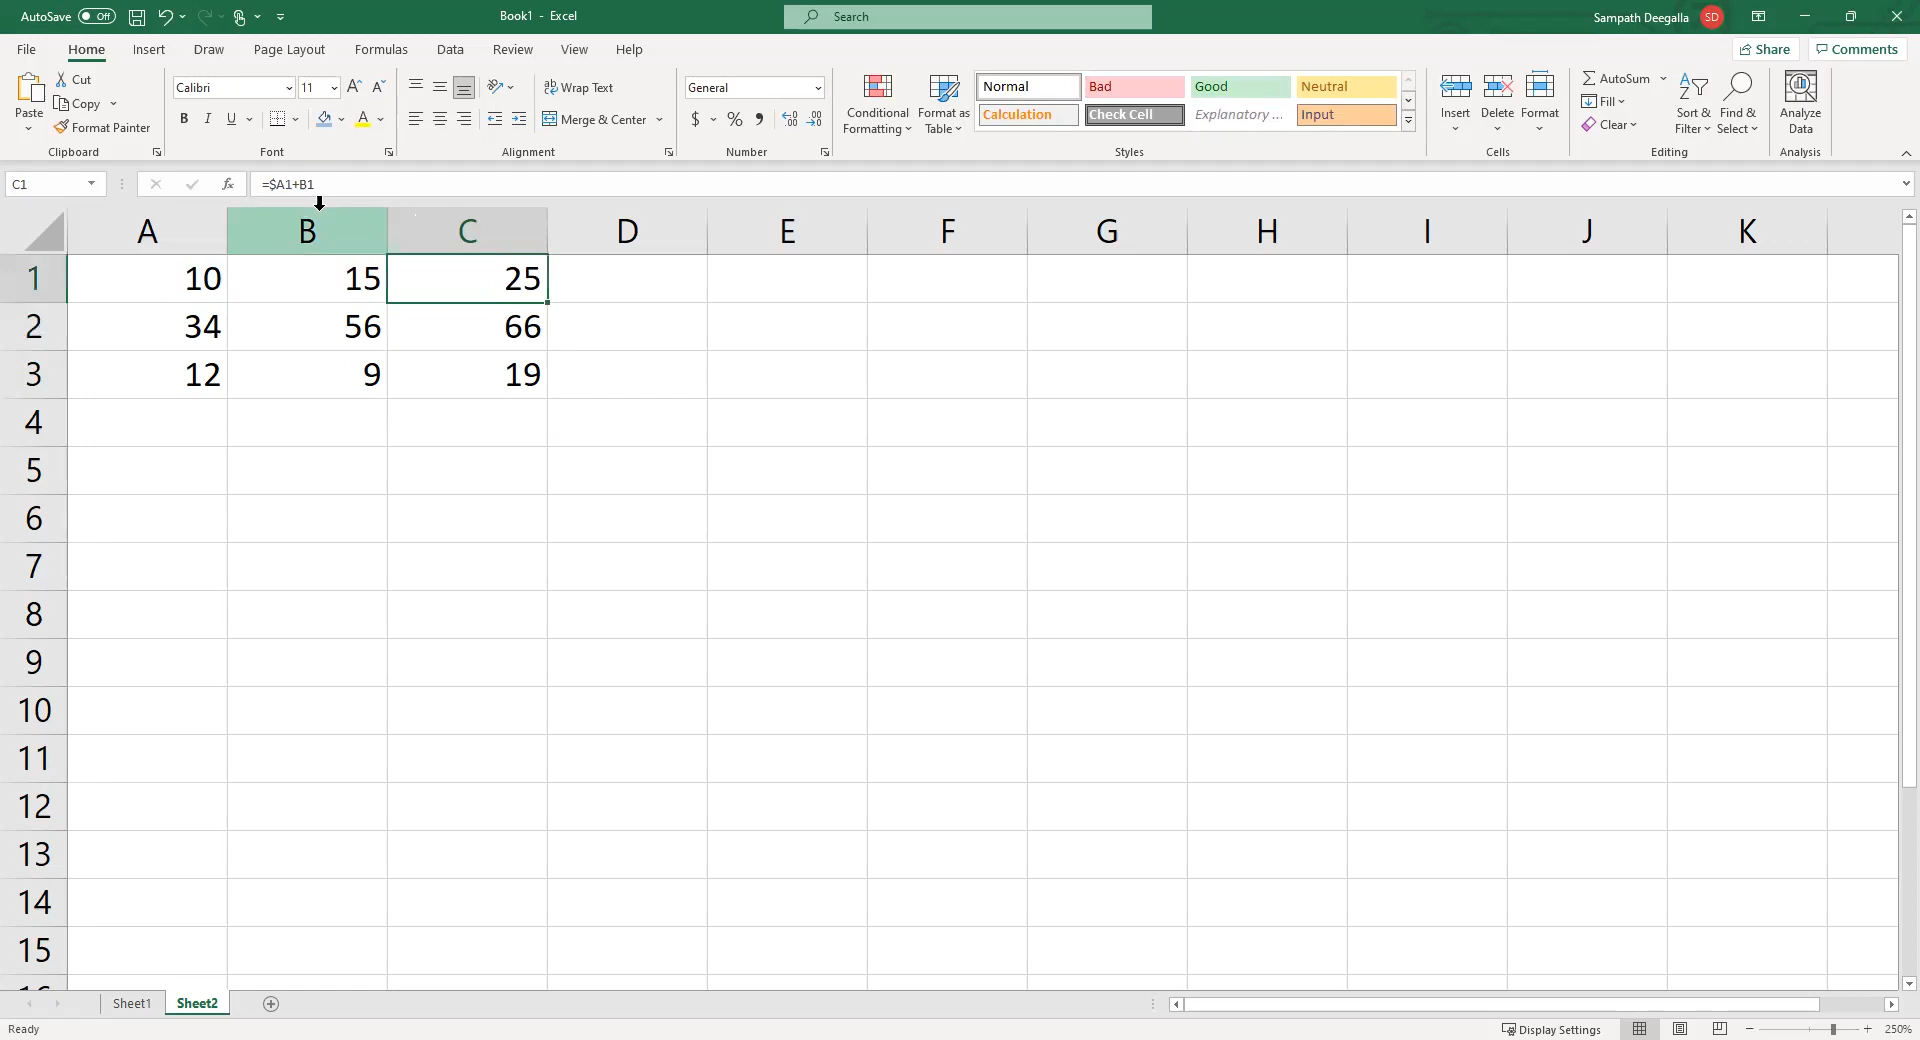 AutoSave Off Book1 - Excel Search Sampath Deegalla SD
File Home Insert Draw Page Layout Formulas Data Review View Help Share Comments
Paste Cut Copy Format Painter Clipboard
Calibri 11 A A B I U A Font
Wrap Text Merge & Center Alignment
General $ % 9 Number
Conditional Formatting Format as Table
Normal Bad Good Neutral
Calculation Check Cell Explanatory ... Input
Styles
Insert Delete Format Cells
AutoSum Fill Clear Sort & Filter Find & Select Editing
Analyze Data Analysis
C1 fx =$A1+B1
A B C D E F G H I J K
1 10 15 25
2 34 56 66
3 12 9 19
4
5
6
7
8
9
10
11
12
13
14
15
16
Sheet1 Sheet2
Ready Display Settings 250%